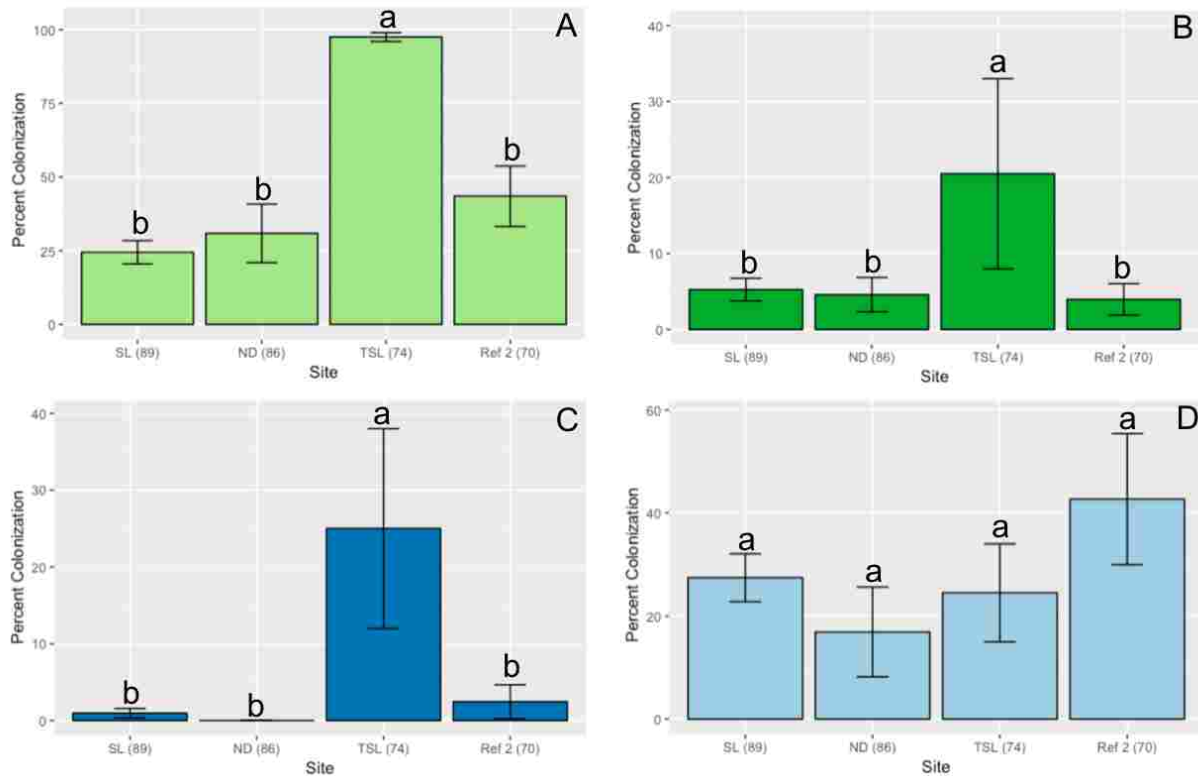 A
Percent Colonization
100
75
50
25
0
b
b
a
b
SL (89) ND (86) TSL (74) Ref 2 (70)
Site
B
Percent Colonization
40
30
20
10
0
b
b
a
b
SL (89) ND (86) TSL (74) Ref 2 (70)
Site
C
Percent Colonization
40
30
20
10
0
b
b
a
b
SL (89) ND (86) TSL (74) Ref 2 (70)
Site
D
Percent Colonization
60
40
20
0
a
a
a
a
SL (89) ND (86) TSL (74) Ref 2 (70)
Site